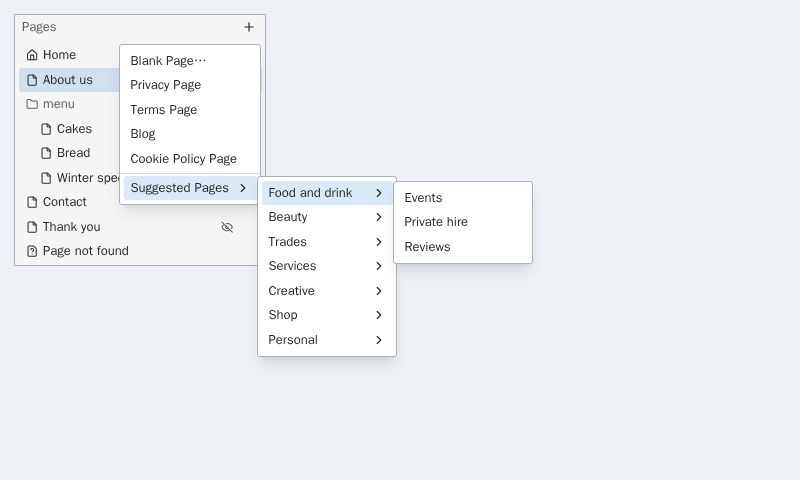 Pages
Home
About us
menu
Cakes
Bread
Contact
Thank you
Page not found
Blank Page···
Privacy Page
Terms Page
Blog
Cookie Policy Page
Suggested Pages
Food and drink
Beauty
Trades
Services
Creative
Shop
Personal
Events
Private hire
Reviews
Winter